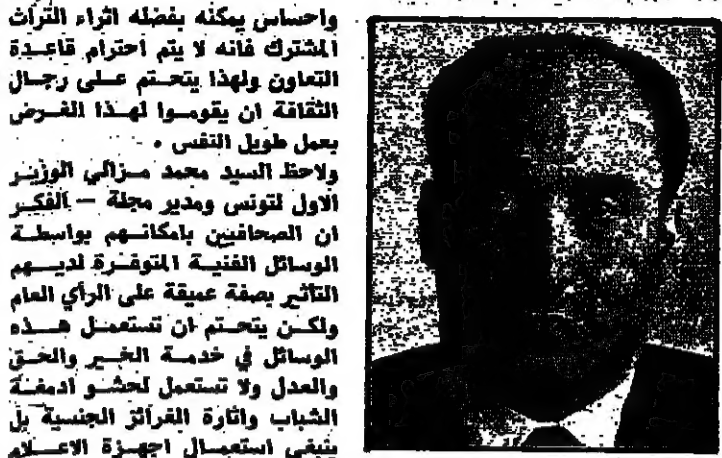 واحساس يمكنه بفضله اثراء التراث
المشترك فانه لا يتم احترام قاعدة
التعاون ولهذا يتحتم على رجال
الثقافة ان يقوموا لهذا الغرض
بعمل طويل النفس .
ولاحظ السيد محمد مزالي الوزير
الاول لتونس ومدير مجلة — الفكر
ان الصحافيين بامكانهم بواسطة
الوسائل الفنية المتوفرة لديهم
التأثير بصفة عميقة على الرأي العام
ولكن يتحتم ان تستعمل هذه
الوسائل في خدمة الخير والحق
والعدل ولا تستعمل لحشو ادمغة
الشباب واثارة الغرائز الجنسية بل
ينبغي استعمال اجهزة الاعلام